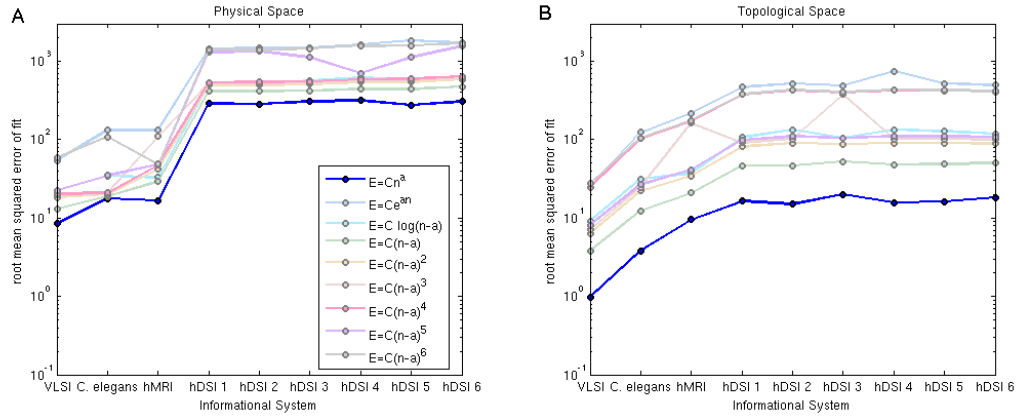 A
Physical Space
root mean squared error of fit
10^3
10^2
10^1
10^0
10^-1
E=Cn^a
E=Ce^an
E=C log(n-a)
E=C(n-a)
E=C(n-a)^2
E=C(n-a)^3
E=C(n-a)^4
E=C(n-a)^5
E=C(n-a)^6
VLSI C. elegans hMRI hDSI 1 hDSI 2 hDSI 3 hDSI 4 hDSI 5 hDSI 6
Informational System
B
Topological Space
root mean squared error of fit
10^3
10^2
10^1
10^0
10^-1
VLSI C. elegans hMRI hDSI 1 hDSI 2 hDSI 3 hDSI 4 hDSI 5 hDSI 6
Informational System